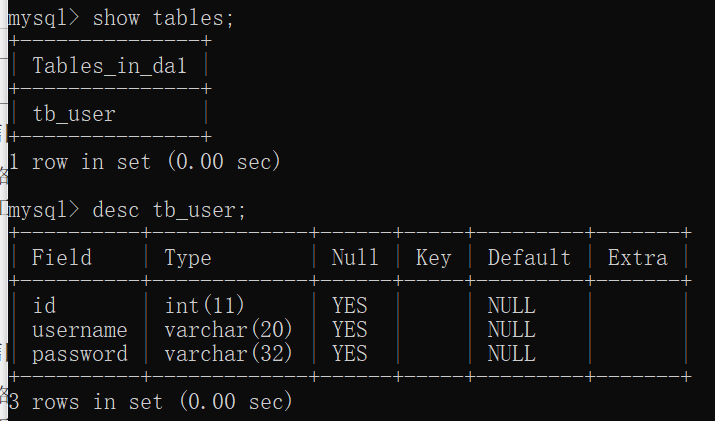 mysql> show tables;
+---------------+
| Tables_in_dal |
+---------------+
| tb_user       |
+---------------+
1 row in set (0.00 sec)
mysql> desc tb_user;
+----------+-------------+------+-----+---------+-------+
| Field    | Type        | Null | Key | Default | Extra |
+----------+-------------+------+-----+---------+-------+
| id       | int(11)     | YES  |     | NULL    |       |
| username | varchar(20) | YES  |     | NULL    |       |
| password | varchar(32) | YES  |     | NULL    |       |
+----------+-------------+------+-----+---------+-------+
3 rows in set (0.00 sec)